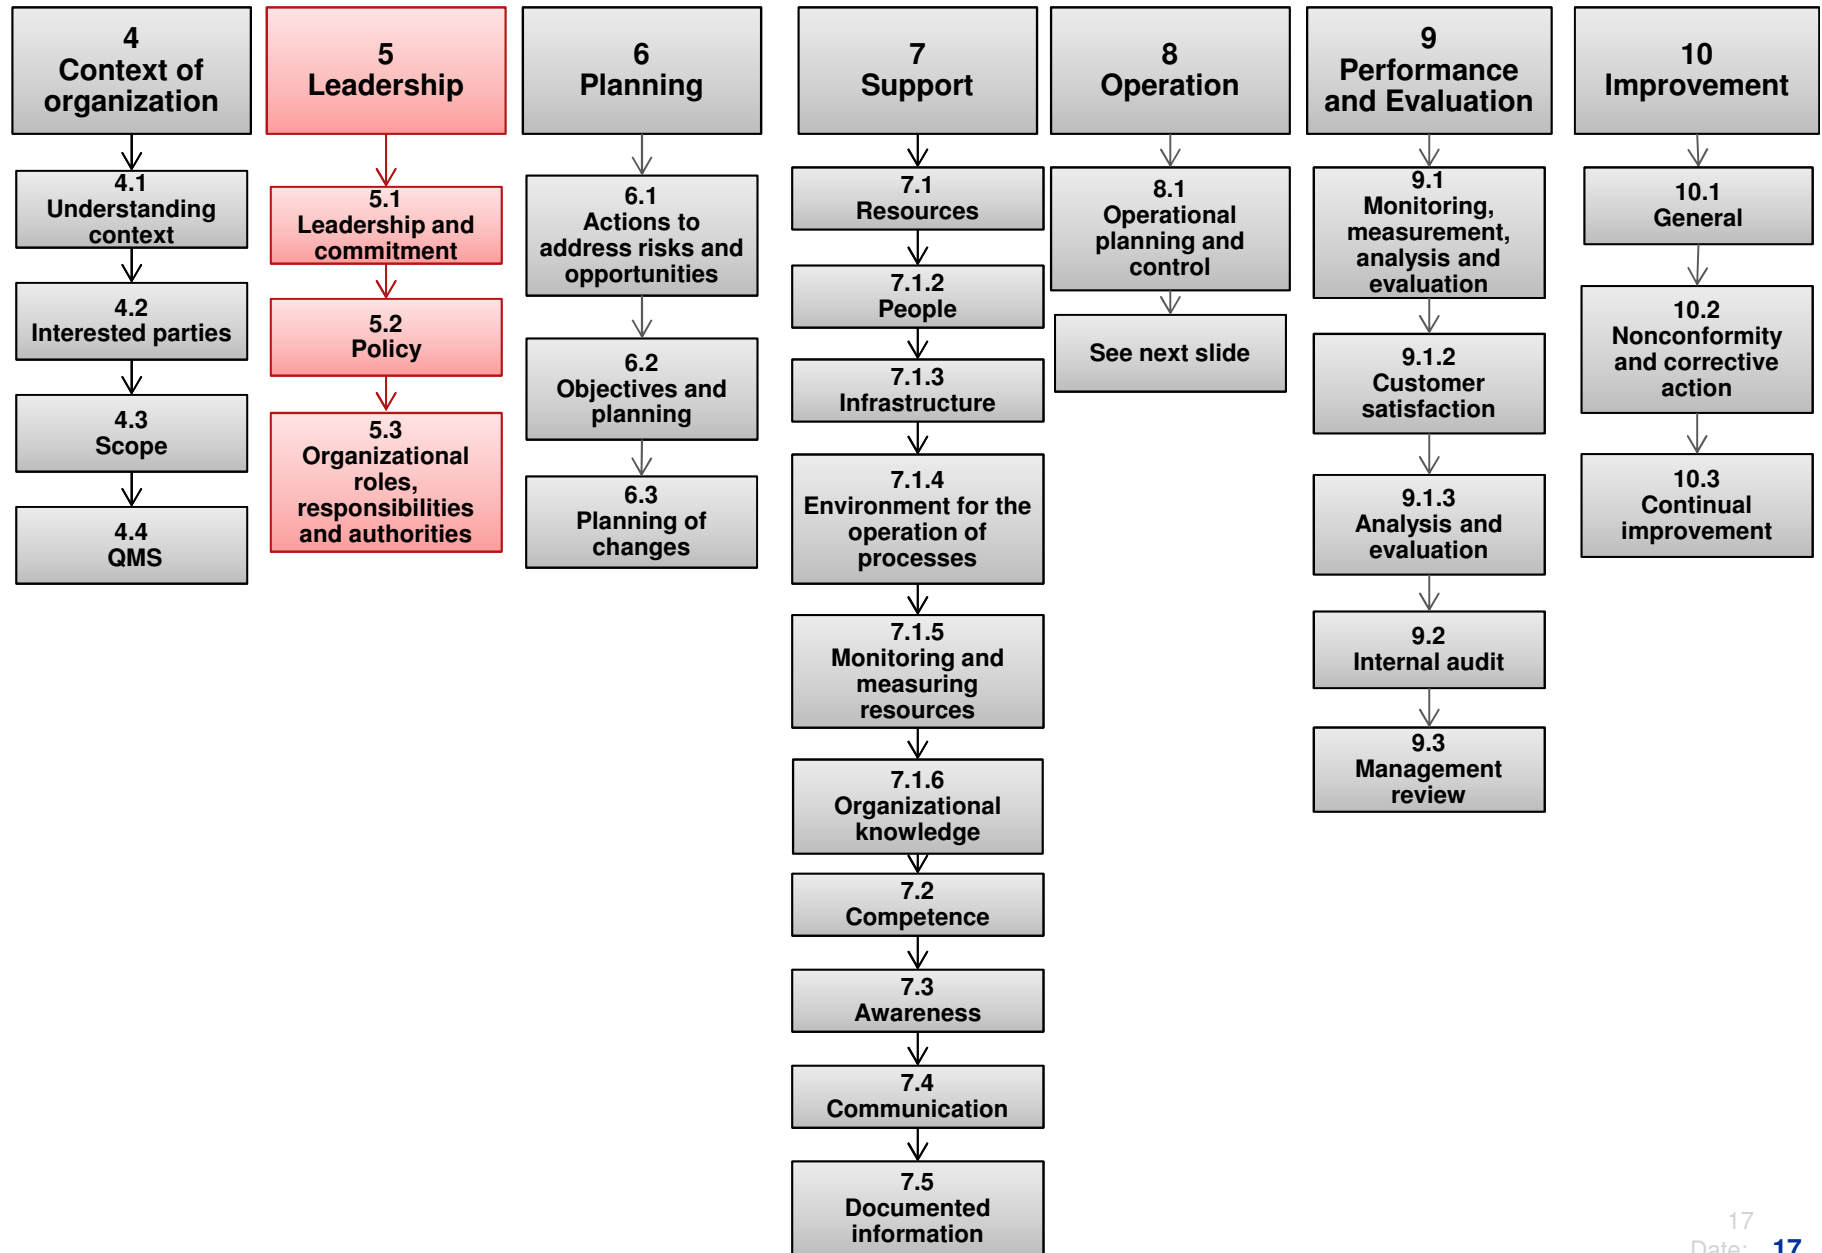 4
Context of
organization
4.1
Understanding
context
4.2
Interested parties
4.3
Scope
4.4
QMS
5
Leadership
5.1
Leadership and
commitment
5.2
Policy
5.3
Organizational
roles,
responsibilities
and authorities
6
Planning
6.1
Actions to
address risks and
opportunities
6.2
Objectives and
planning
6.3
Planning of
changes
7
Support
7.1
Resources
7.1.2
People
7.1.3
Infrastructure
7.1.4
Environment for the
operation of
processes
7.1.5
Monitoring and
measuring
resources
7.1.6
Organizational
knowledge
7.2
Competence
7.3
Awareness
7.4
Communication
7.5
Documented
information
8
Operation
8.1
Operational
planning and
control
See next slide
9
Performance
and Evaluation
9.1
Monitoring,
measurement,
analysis and
evaluation
9.1.2
Customer
satisfaction
9.1.3
Analysis and
evaluation
9.2
Internal audit
9.3
Management
review
10
Improvement
10.1
General
10.2
Nonconformity
and corrective
action
10.3
Continual
improvement
17
Date: 17